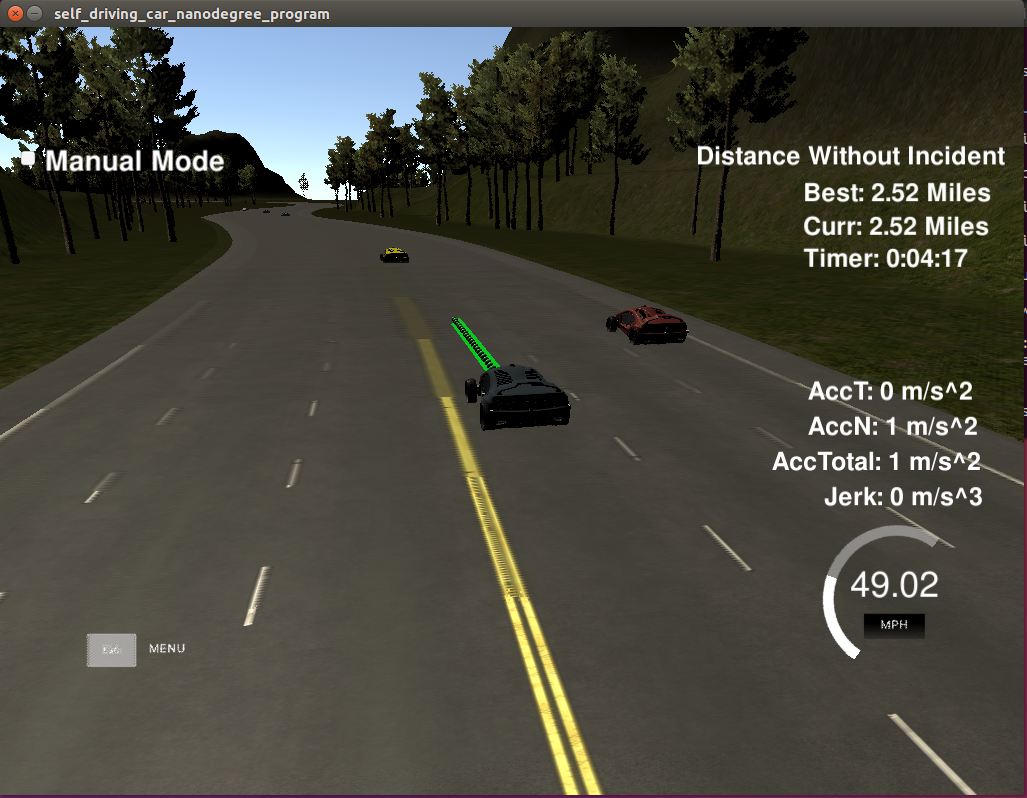 self_driving_car_nanodegree_program
Manual Mode
Distance Without Incident
Best: 2.52 Miles
Curr: 2.52 Miles
Timer: 0:04:17
AccT: 0 m/s^2
AccN: 1 m/s^2
AccTotal: 1 m/s^2
Jerk: 0 m/s^3
49.02
MPH
MENU